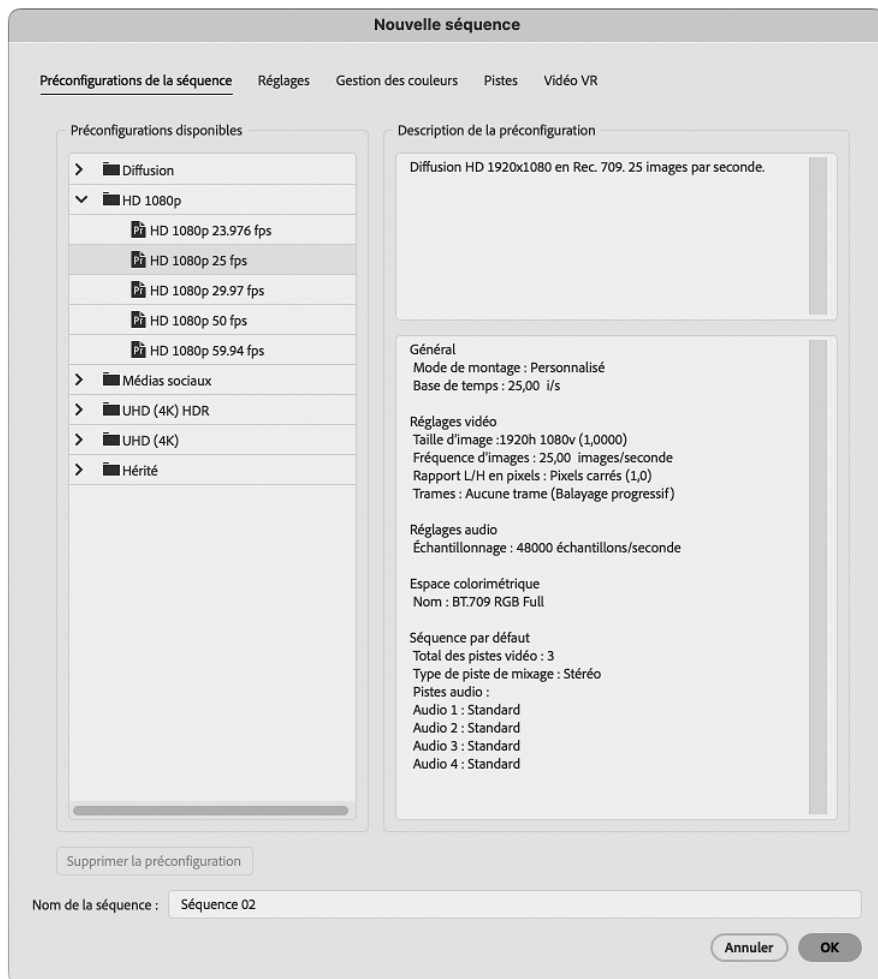 Nouvelle séquence
Préconfigurations de la séquence Réglages Gestion des couleurs Pistes Vidéo VR
Préconfigurations disponibles
Diffusion
HD 1080p
HD 1080p 23.976 fps
HD 1080p 25 fps
HD 1080p 29.97 fps
HD 1080p 50 fps
HD 1080p 59.94 fps
Médias sociaux
UHD (4K) HDR
UHD (4K)
Hérité
Description de la préconfiguration
Diffusion HD 1920x1080 en Rec. 709. 25 images par seconde.
Général
Mode de montage : Personnalisé
Base de temps : 25,00 i/s
Réglages vidéo
Taille d'image :1920h 1080v (1,0000)
Fréquence d'images : 25,00 images/seconde
Rapport L/H en pixels : Pixels carrés (1,0)
Trames : Aucune trame (Balayage progressif)
Réglages audio
Échantillonnage : 48000 échantillons/seconde
Espace colorimétrique
Nom : BT.709 RGB Full
Séquence par défaut
Total des pistes vidéo : 3
Type de piste de mixage : Stéréo
Pistes audio :
Audio 1 : Standard
Audio 2 : Standard
Audio 3 : Standard
Audio 4 : Standard
Supprimer la préconfiguration
Nom de la séquence : Séquence 02
Annuler OK